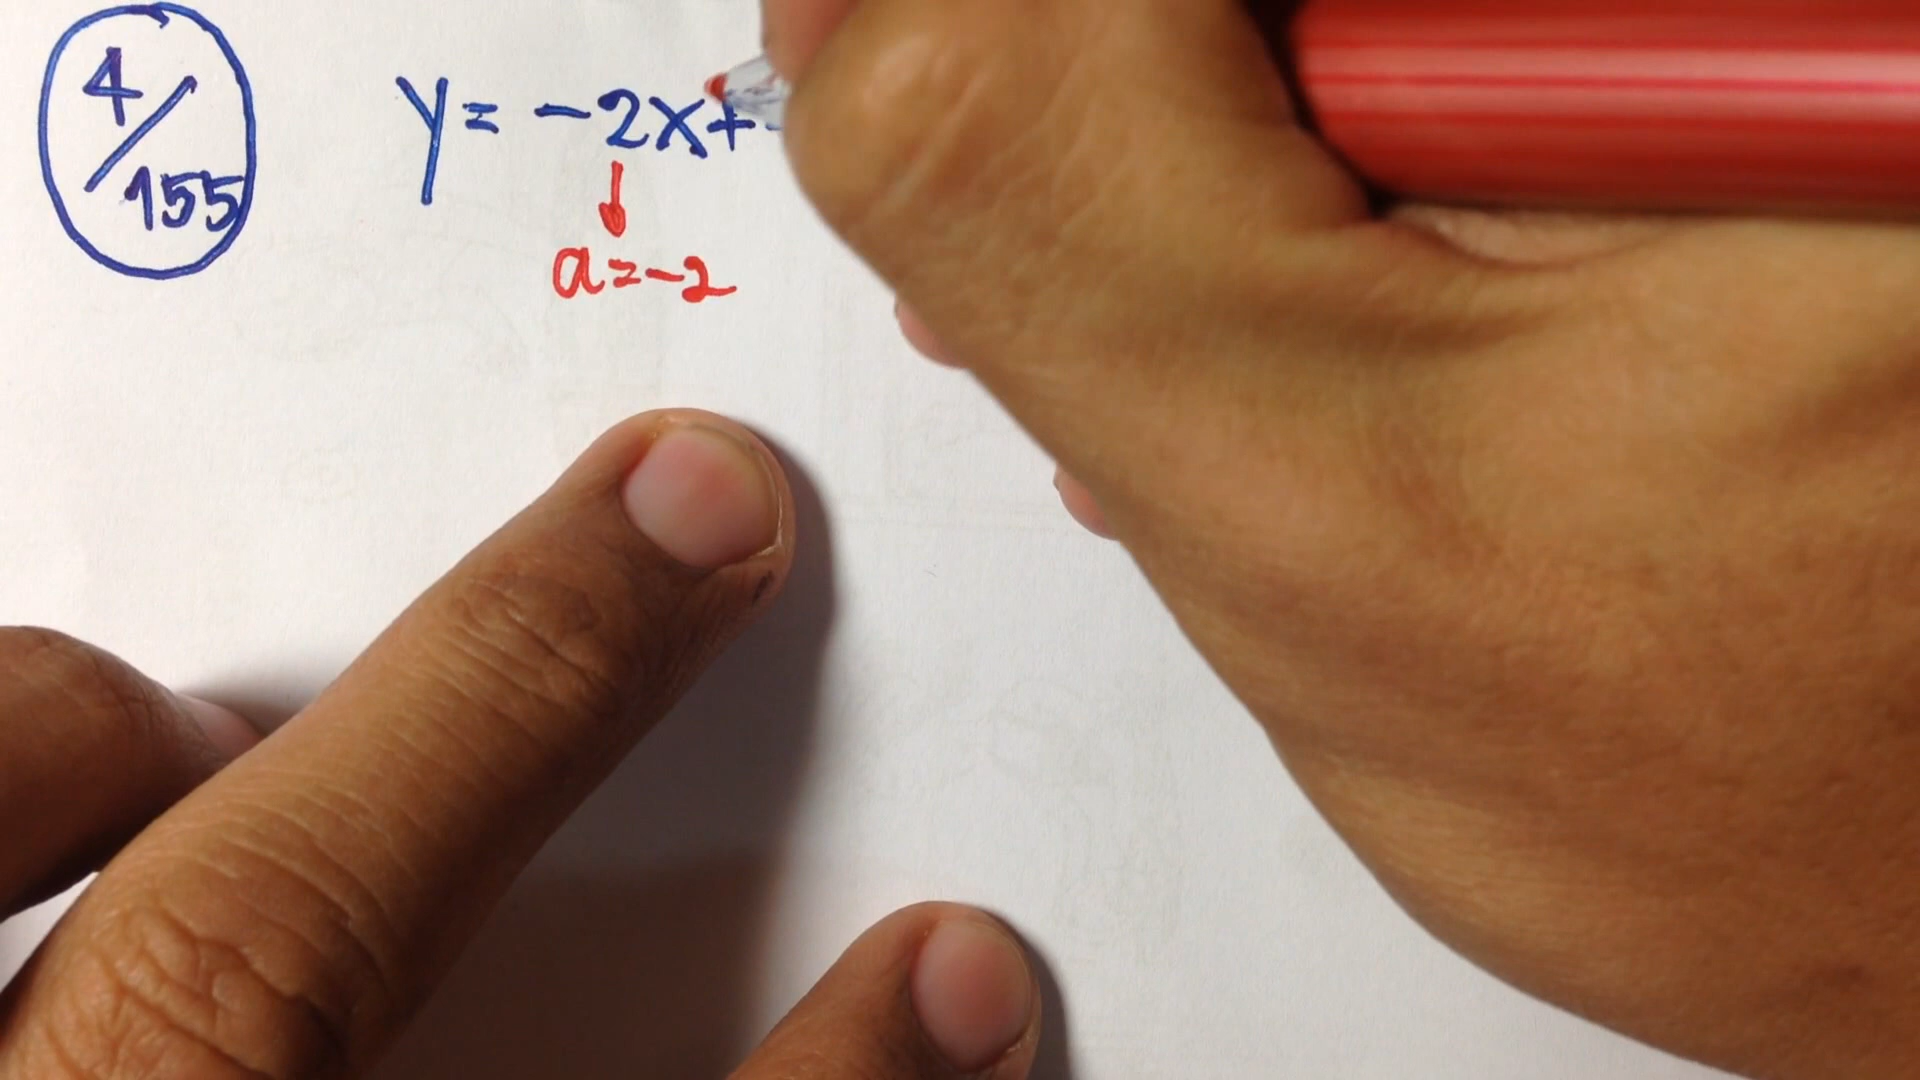 4/155
y = -2x+
a = -2